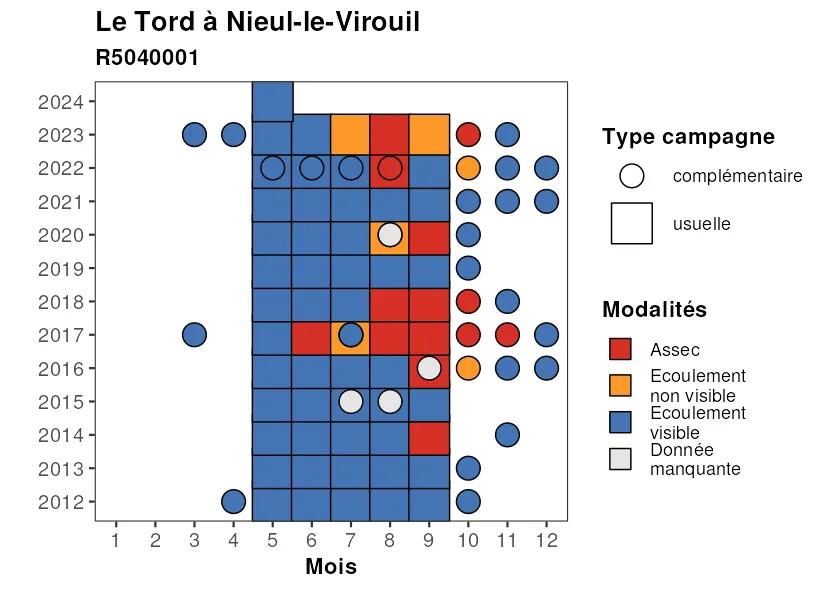 Le Tord à Nieul-le-Virouil
R5040001
2024
2023
2022
2021
2020
2019
2018
2017
2016
2015
2014
2013
2012
1 2 3 4 5 6 7 8 9 10 11 12
Mois
Type campagne
complémentaire
usuelle
Modalités
Assec
Ecoulement
non visible
Ecoulement
visible
Donnée
manquante